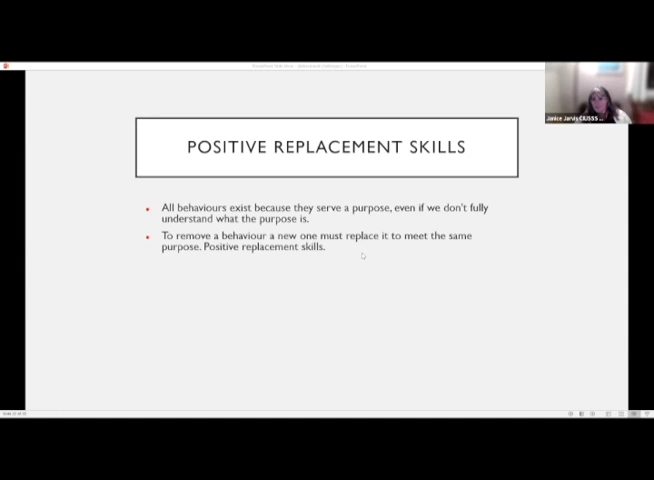 Janice Jarvis CIUSSS ...
POSITIVE REPLACEMENT SKILLS
• All behaviours exist because they serve a purpose, even if we don't fully
understand what the purpose is.
• To remove a behaviour a new one must replace it to meet the same
purpose. Positive replacement skills.